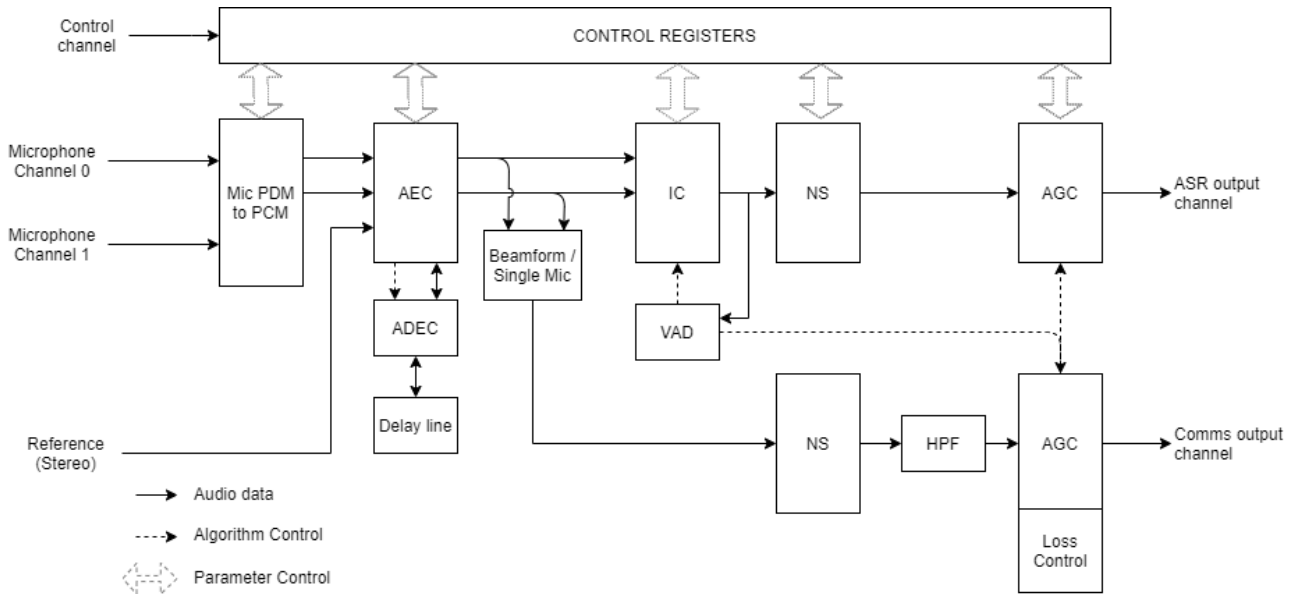 Control
channel
CONTROL REGISTERS
Microphone
Channel 0
Microphone
Channel 1
Mic PDM
to PCM
AEC
IC
NS
AGC
ASR output
channel
Beamform /
Single Mic
ADEC
VAD
Delay line
Reference
(Stereo)
NS
HPF
AGC
Comms output
channel
Loss
Control
Audio data
Algorithm Control
Parameter Control